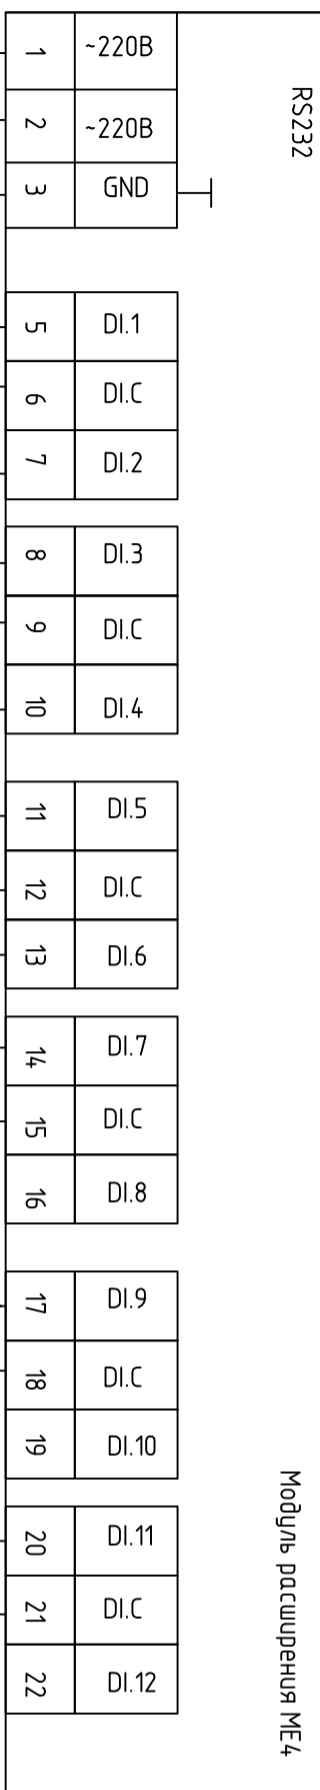 RS232
1 ~220В
2 ~220В
3 GND
5 DI.1
6 DI.C
7 DI.2
8 DI.3
9 DI.C
10 DI.4
11 DI.5
12 DI.C
13 DI.6
14 DI.7
15 DI.C
16 DI.8
17 DI.9
18 DI.C
19 DI.10
20 DI.11
21 DI.C
22 DI.12
Модуль расширения МЕ4